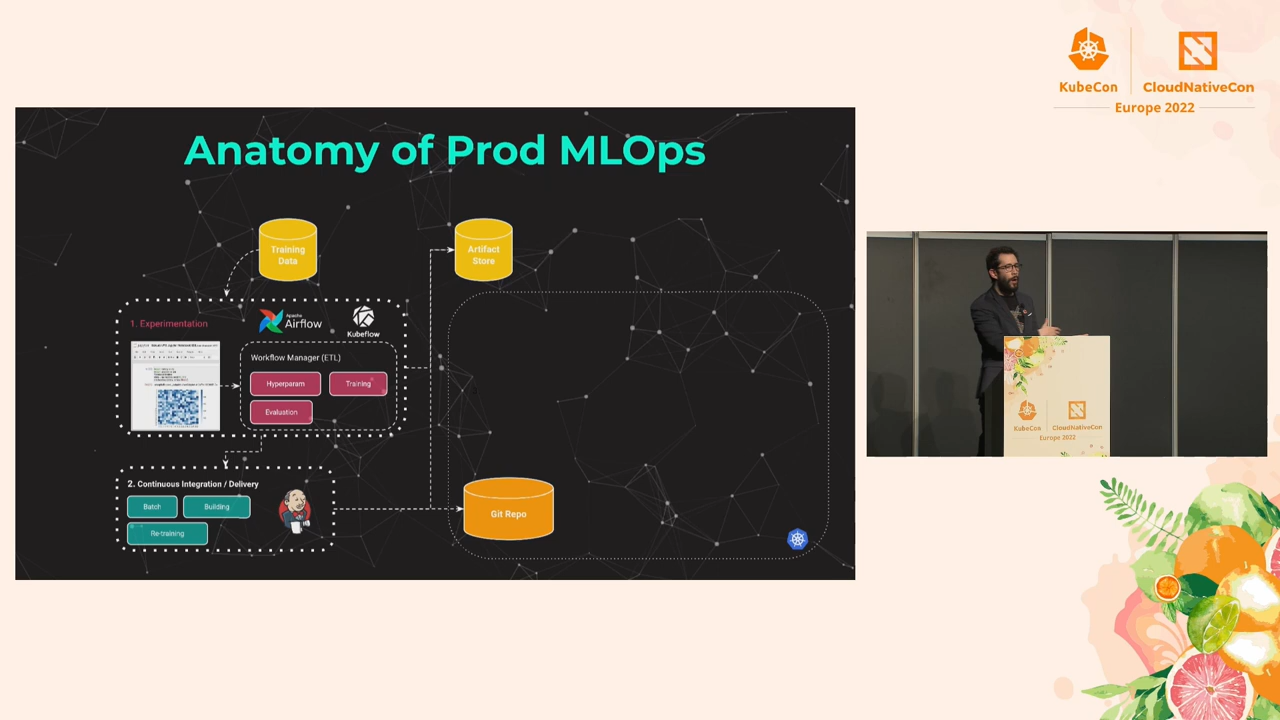 KubeCon
CloudNativeCon
Europe 2022
Anatomy of Prod MLOps
Training
Data
Artifact
Store
1. Experimentation
Apache
Airflow
Kubeflow
Workflow Manager (ETL)
Hyperparam
Training
Evaluation
2. Continuous Integration / Delivery
Batch
Building
Re-training
Git Repo
KubeCon
CloudNativeCon
Europe 2022